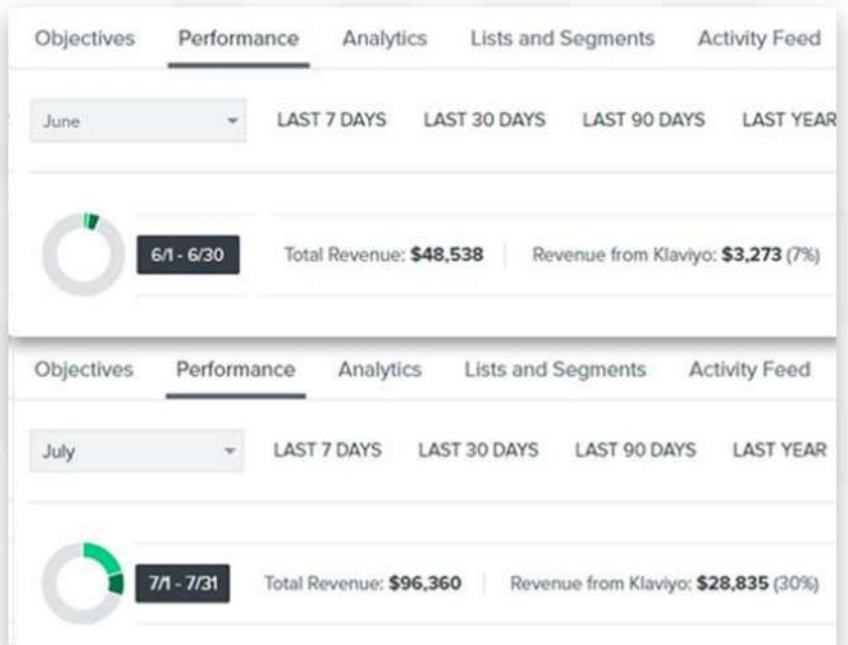 Objectives Performance Analytics Lists and Segments Activity Feed
June LAST 7 DAYS LAST 30 DAYS LAST 90 DAYS LAST YEAR
6/1 - 6/30 Total Revenue: $48,538 Revenue from Klaviyo: $3,273 (7%)
Objectives Performance Analytics Lists and Segments Activity Feed
July LAST 7 DAYS LAST 30 DAYS LAST 90 DAYS LAST YEAR
7/1 - 7/31 Total Revenue: $96,360 Revenue from Klaviyo: $28,835 (30%)